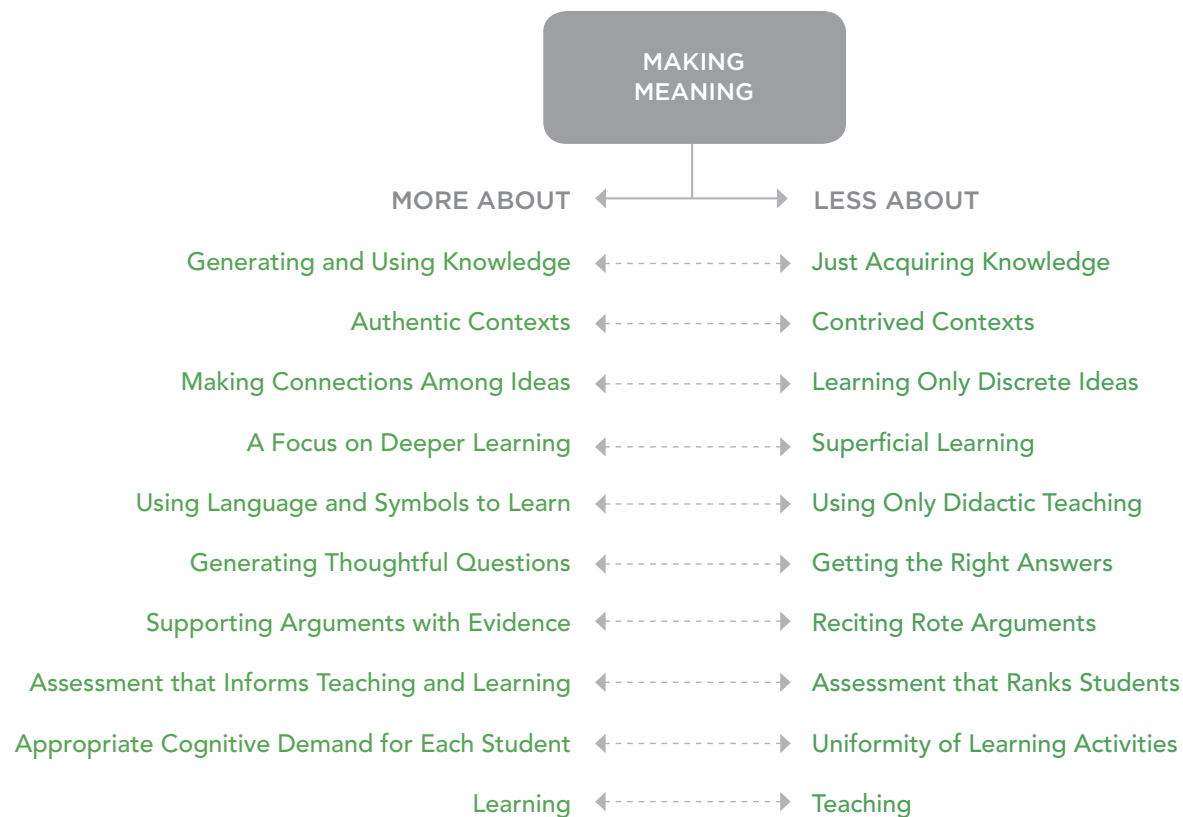 MAKING
MEANING
MORE ABOUT LESS ABOUT
Generating and Using Knowledge Just Acquiring Knowledge
Authentic Contexts Contrived Contexts
Making Connections Among Ideas Learning Only Discrete Ideas
A Focus on Deeper Learning Superficial Learning
Using Language and Symbols to Learn Using Only Didactic Teaching
Generating Thoughtful Questions Getting the Right Answers
Supporting Arguments with Evidence Reciting Rote Arguments
Assessment that Informs Teaching and Learning Assessment that Ranks Students
Appropriate Cognitive Demand for Each Student Uniformity of Learning Activities
Learning Teaching